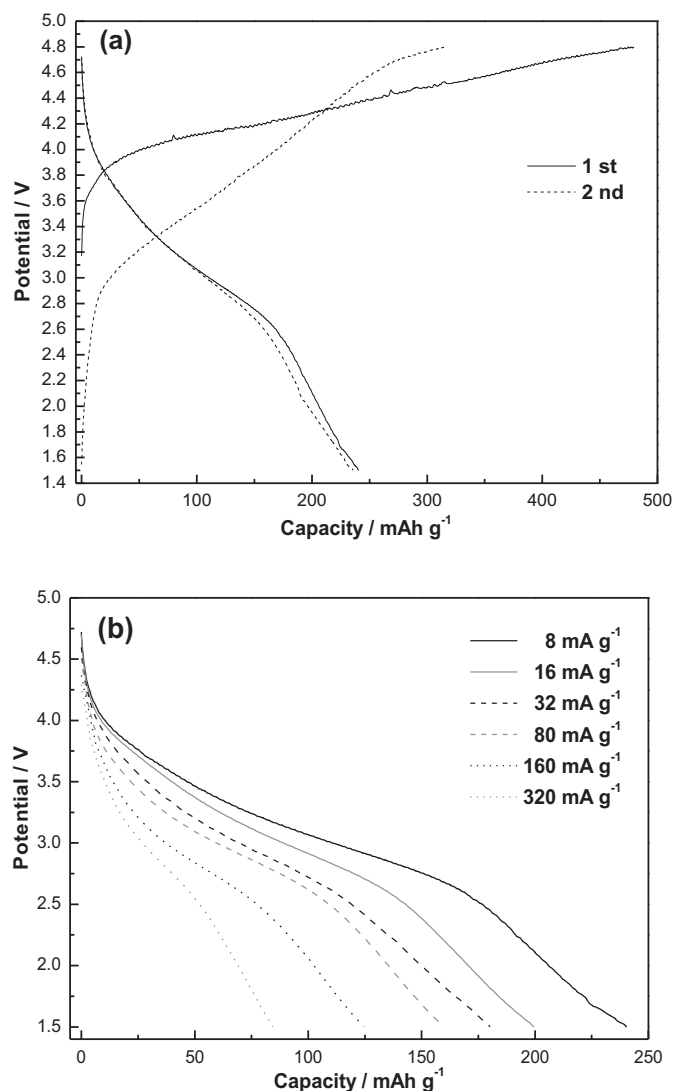 (a)
5.0
4.8
4.6
4.4
4.2
4.0
3.8
3.6
3.4
3.2
3.0
2.8
2.6
2.4
2.2
2.0
1.8
1.6
1.4
Potential / V
1 st
2 nd
0 100 200 300 400 500
Capacity / mAh g⁻¹
(b)
5.0
4.5
4.0
3.5
3.0
2.5
2.0
1.5
Potential / V
8 mA g⁻¹
16 mA g⁻¹
32 mA g⁻¹
80 mA g⁻¹
160 mA g⁻¹
320 mA g⁻¹
0 50 100 150 200 250
Capacity / mAh g⁻¹